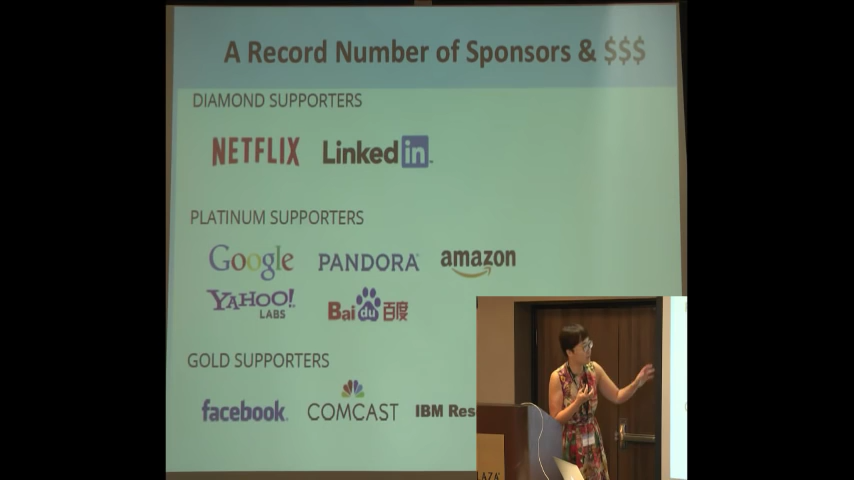 A Record Number of Sponsors & $$$
DIAMOND SUPPORTERS
NETFLIX LinkedIn
PLATINUM SUPPORTERS
Google PANDORA amazon
YAHOO! LABS Baidu百度
GOLD SUPPORTERS
facebook COMCAST IBM